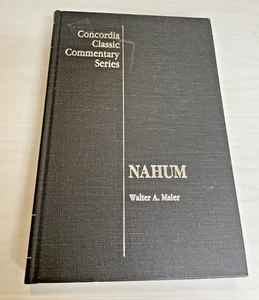 Concordia
Classic
Commentary
Series
NAHUM
Walter A. Maier